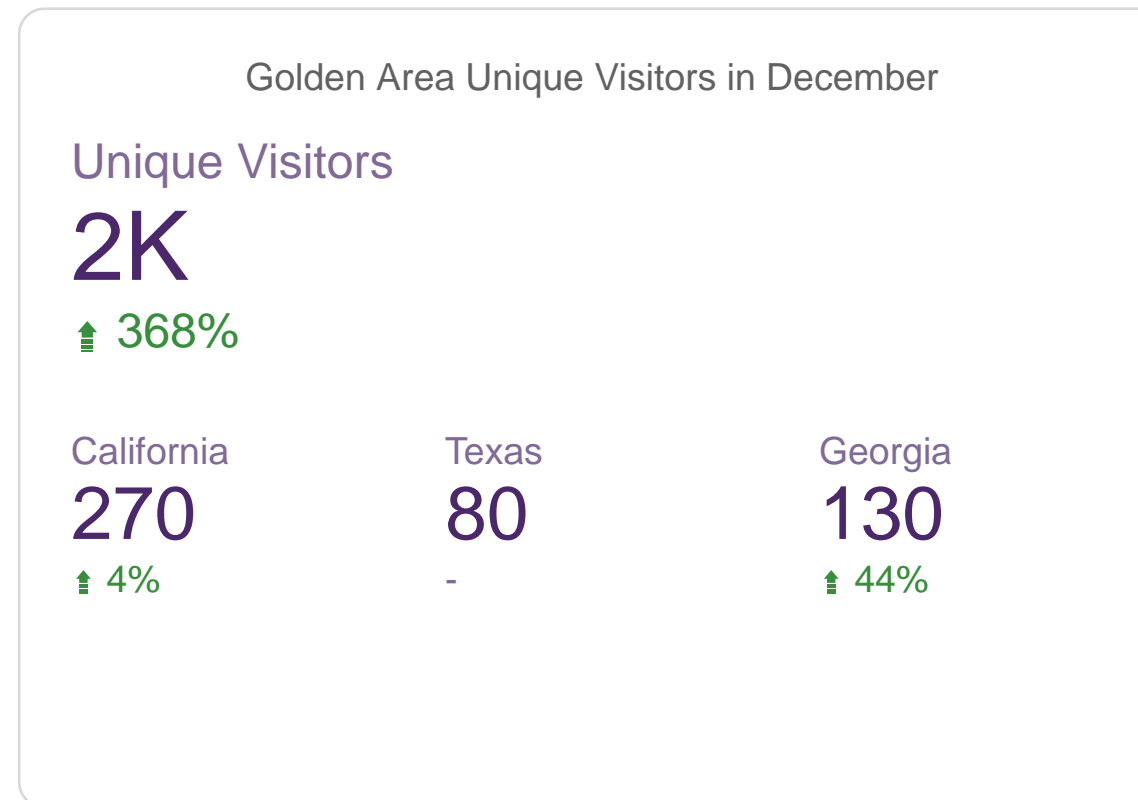 Golden Area Unique Visitors in December
Unique Visitors
2K
368%
California Texas Georgia
270 80 130
4% - 44%